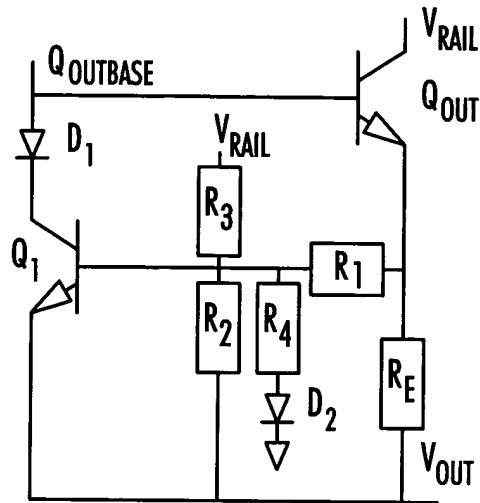 V_RAIL
Q_OUTBASE
Q_OUT
D_1
V_RAIL
R_3
Q_1
R_1
R_2
R_4
R_E
D_2
V_OUT